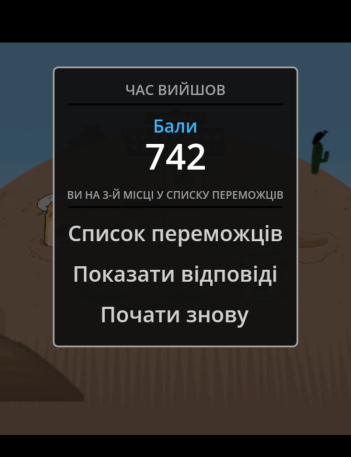 ЧАС ВИЙШОВ
Бали
742
ВИ НА 3-Й МІСЦІ У СПИСКУ ПЕРЕМОЖЦІВ
Список переможців
Показати відповіді
Почати знову